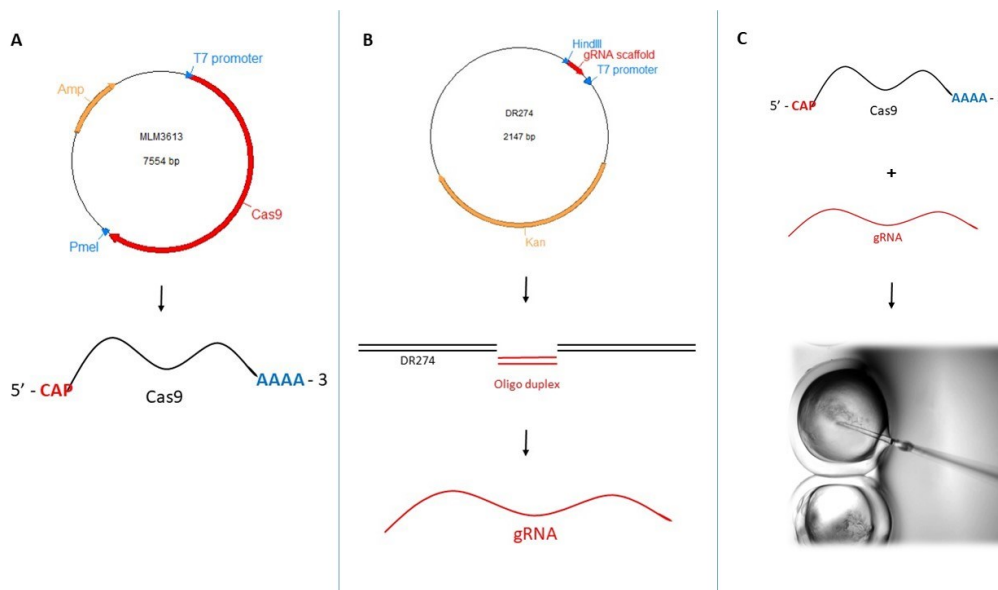 A
T7 promoter
Amp
MLM3613
7554 bp
Cas9
PmeI
5' - CAP
Cas9
AAAA - 3
B
HindIII
gRNA scaffold
T7 promoter
DR274
2147 bp
Kan
DR274
Oligo duplex
gRNA
C
5' - CAP
Cas9
AAAA -
+
gRNA